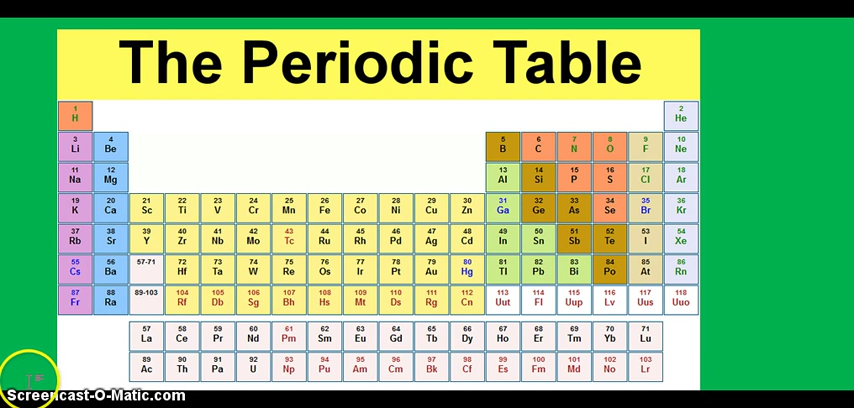 The Periodic Table
1 2
H He
3 4 5 6 7 8 9 10
Li Be B C N O F Ne
11 12 13 14 15 16 17 18
Na Mg Al Si P S Cl Ar
19 20 21 22 23 24 25 26 27 28 29 30 31 32 33 34 35 36
K Ca Sc Ti V Cr Mn Fe Co Ni Cu Zn Ga Ge As Se Br Kr
37 38 39 40 41 42 43 44 45 46 47 48 49 50 51 52 53 54
Rb Sr Y Zr Nb Mo Tc Ru Rh Pd Ag Cd In Sn Sb Te I Xe
55 56 57-71 72 73 74 75 76 77 78 79 80 81 82 83 84 85 86
Cs Ba Hf Ta W Re Os Ir Pt Au Hg Tl Pb Bi Po At Rn
87 88 89-103 104 105 106 107 108 109 110 111 112 113 114 115 116 117 118
Fr Ra Rf Db Sg Bh Hs Mt Ds Rg Cn Uut Fl Uup Lv Uus Uuo
57 58 59 60 61 62 63 64 65 66 67 68 69 70 71
La Ce Pr Nd Pm Sm Eu Gd Tb Dy Ho Er Tm Yb Lu
89 90 91 92 93 94 95 96 97 98 99 100 101 102 103
Ac Th Pa U Np Pu Am Cm Bk Cf Es Fm Md No Lr
Screencast-O-Matic.com